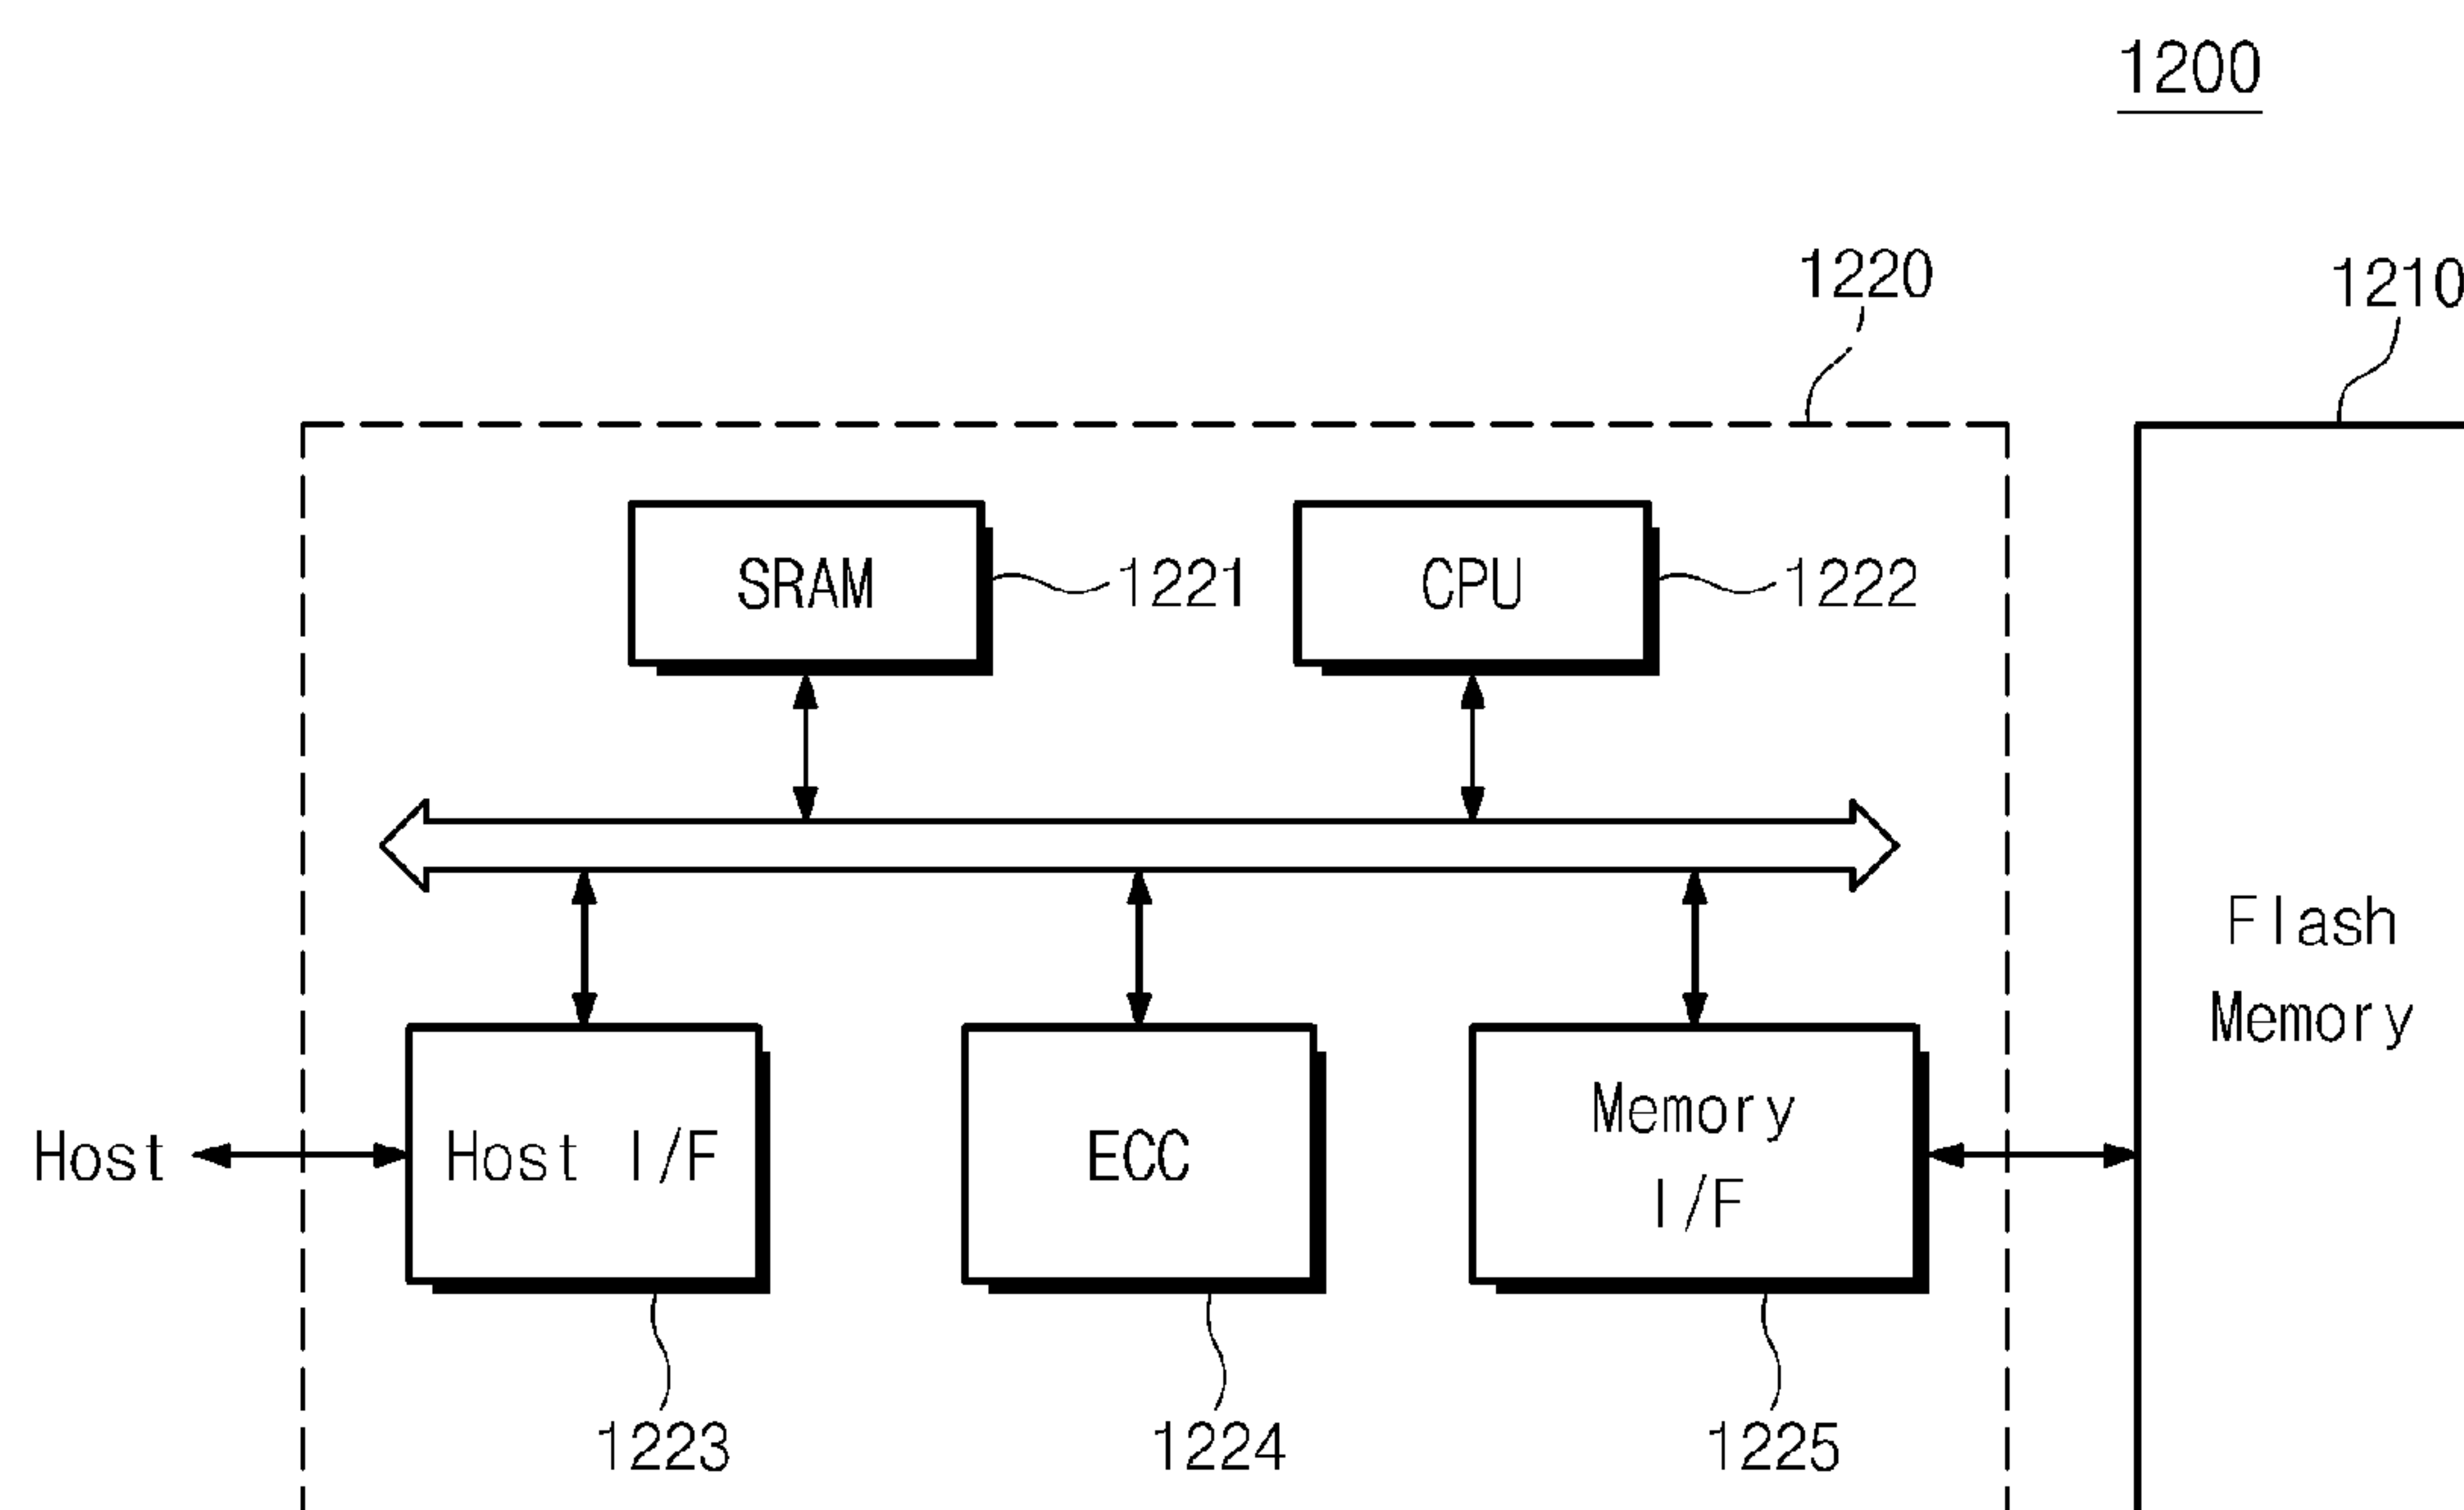 1200
1220
1210
SRAM
1221
CPU
1222
Flash
Memory
Host
Host I/F
ECC
Memory
I/F
1223
1224
1225